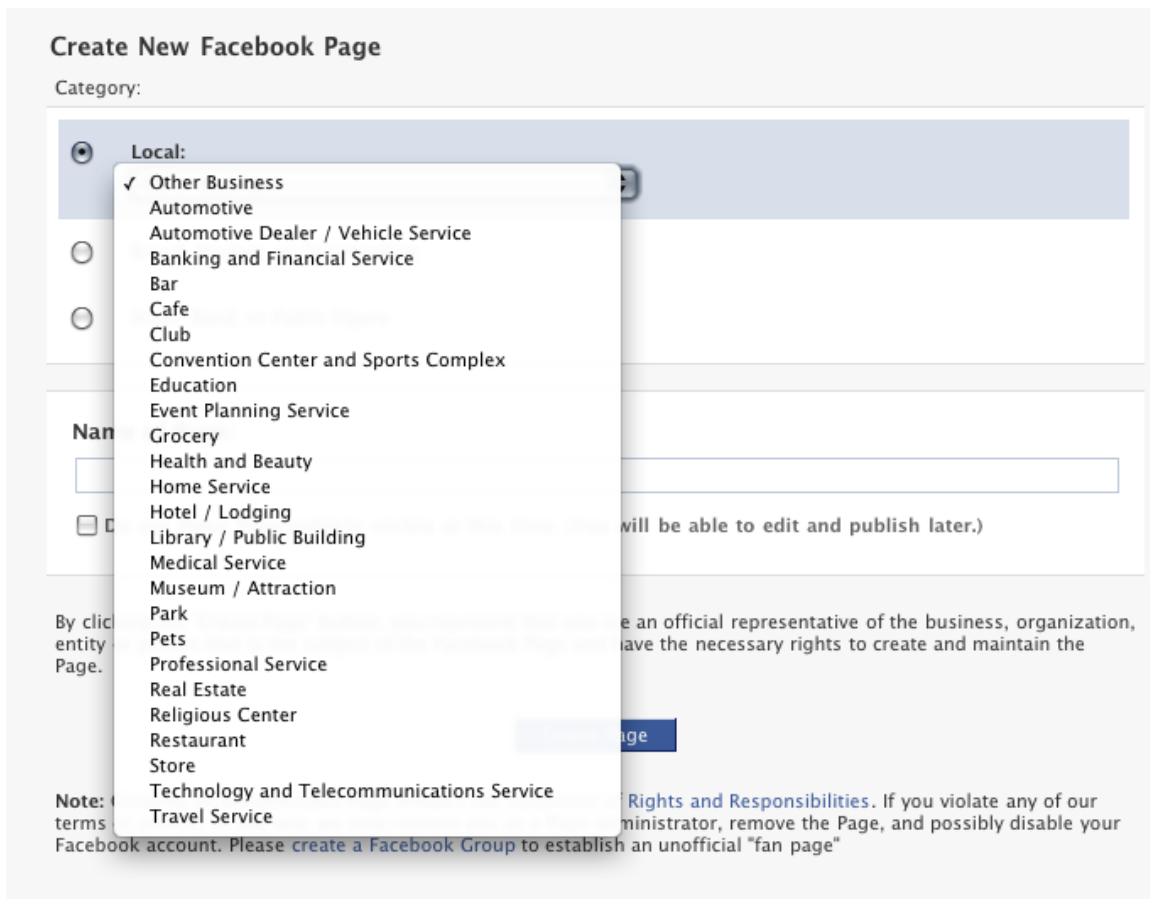 Create New Facebook Page
Category:
Local:
✓ Other Business
Automotive
Automotive Dealer / Vehicle Service
Banking and Financial Service
Bar
Cafe
Club
Convention Center and Sports Complex
Education
Event Planning Service
Grocery
Health and Beauty
Home Service
Hotel / Lodging
Library / Public Building
Medical Service
Museum / Attraction
Park
Pets
Professional Service
Real Estate
Religious Center
Restaurant
Store
Technology and Telecommunications Service
Travel Service
will be able to edit and publish later.)
an official representative of the business, organization,
entity have the necessary rights to create and maintain the
Page.
Note: Rights and Responsibilities. If you violate any of our
terms administrator, remove the Page, and possibly disable your
Facebook account. Please create a Facebook Group to establish an unofficial "fan page"